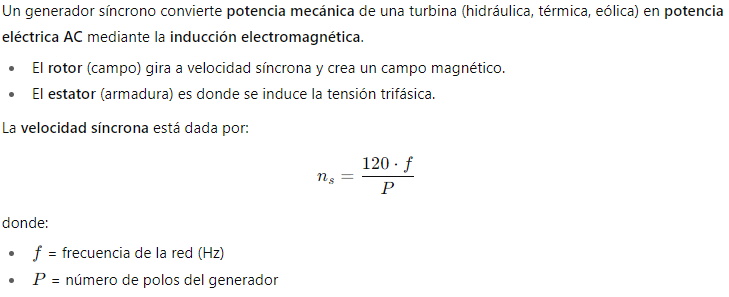 Un generador síncrono convierte potencia mecánica de una turbina (hidráulica, térmica, eólica) en potencia
eléctrica AC mediante la inducción electromagnética.
• El rotor (campo) gira a velocidad síncrona y crea un campo magnético.
• El estator (armadura) es donde se induce la tensión trifásica.
La velocidad síncrona está dada por:
n_s = \frac{120 \cdot f}{P}
donde:
• f = frecuencia de la red (Hz)
• P = número de polos del generador